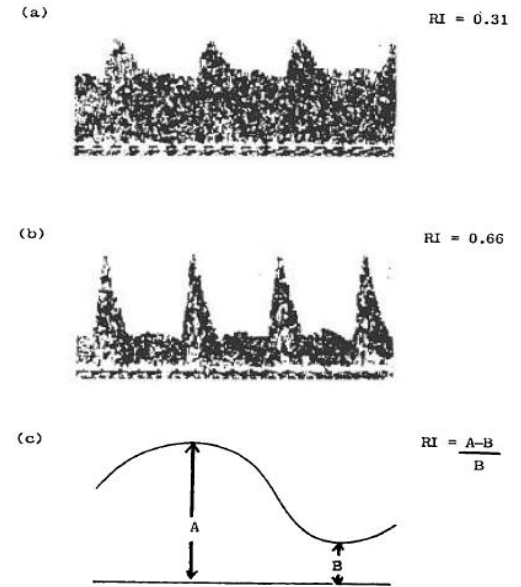 (a)
RI = 0.31
(b)
RI = 0.66
(c)
RI = A-B
B
A
B